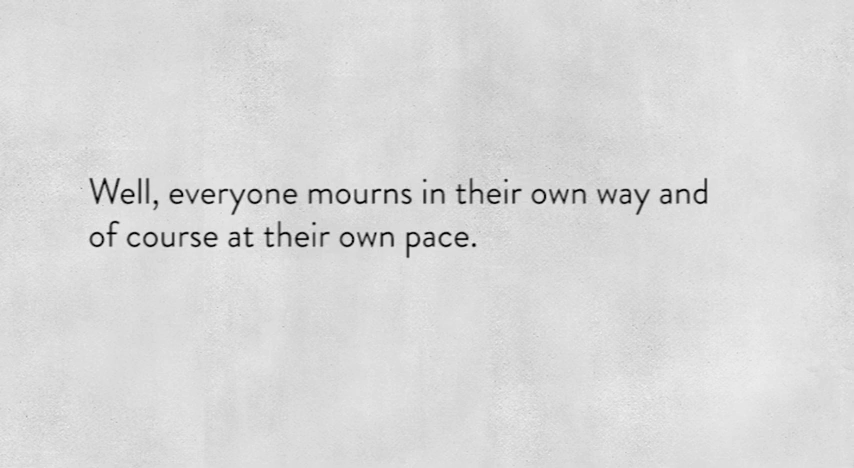 Well, everyone mourns in their own way and
of course at their own pace.